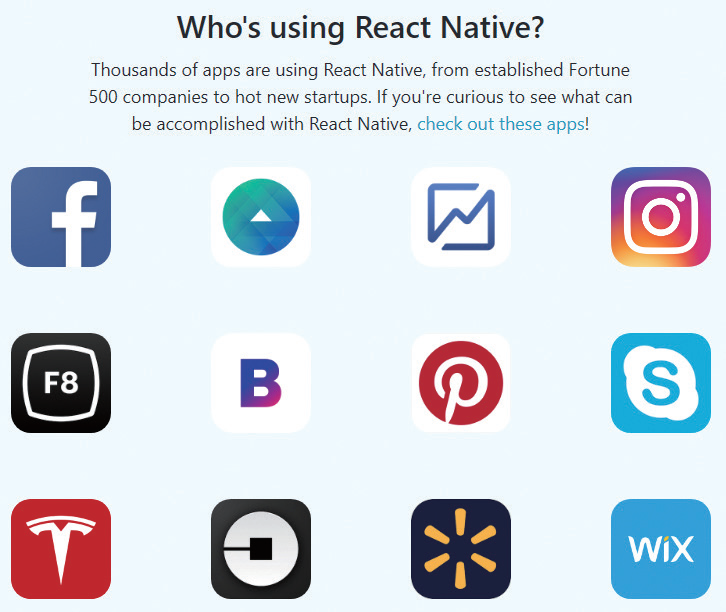 Who's using React Native?
Thousands of apps are using React Native, from established Fortune
500 companies to hot new startups. If you're curious to see what can
be accomplished with React Native, check out these apps!
f
F8
B
P
S
T
WiX